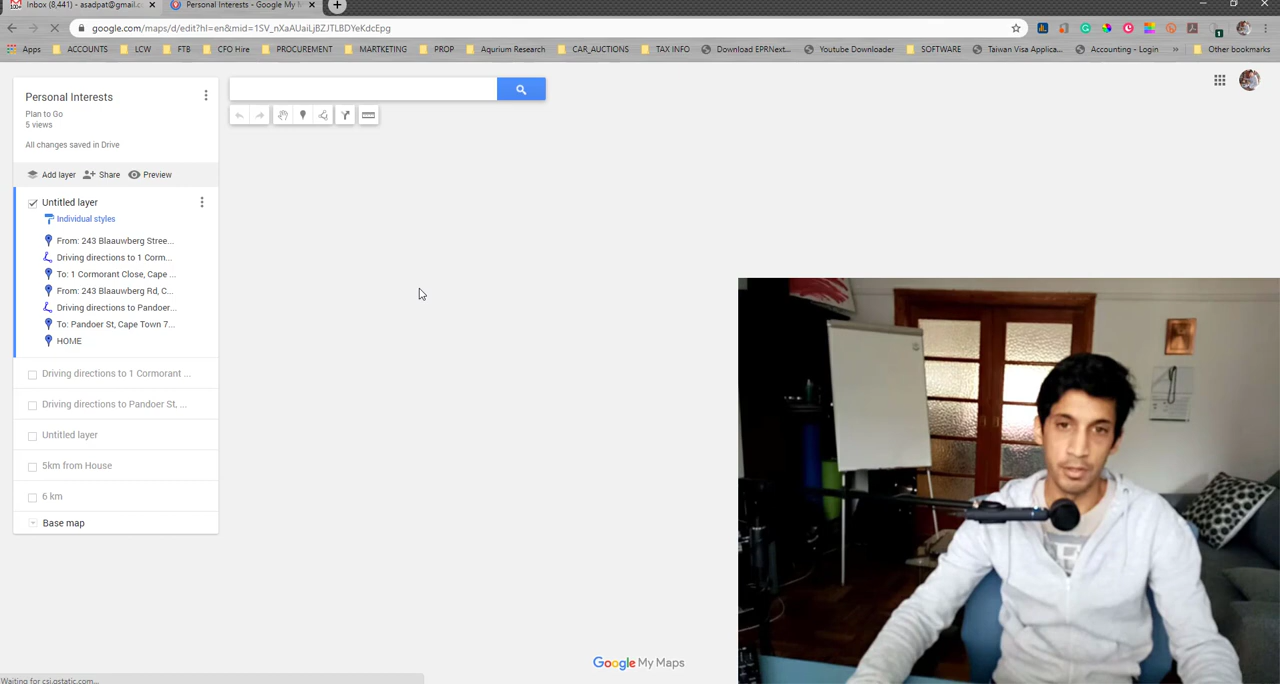 Inbox (8,441) - asadpat@gmail.c
Personal Interests - Google My M
google.com/maps/d/edit?hl=en&mid=1SV_nXaAUaiLjBZJTLBDYeKdcEpg
Apps
ACCOUNTS
LCW
FTB
CFO Hire
PROCUREMENT
MARTKETING
PROP
Aqurium Research
CAR_AUCTIONS
TAX INFO
Download EPRNext...
Youtube Downloader
SOFTWARE
Taiwan Visa Applica...
Accounting - Login
Other bookmarks
Personal Interests
Plan to Go
5 views
All changes saved in Drive
Add layer
Share
Preview
Untitled layer
Individual styles
From: 243 Blaauwberg Stree...
Driving directions to 1 Corm...
To: 1 Cormorant Close, Cape ...
From: 243 Blaauwberg Rd, C...
Driving directions to Pandoer...
To: Pandoer St, Cape Town 7...
HOME
Driving directions to 1 Cormorant ...
Driving directions to Pandoer St, ...
Untitled layer
5km from House
6 km
Base map
Google My Maps
Waiting for csi.gstatic.com...